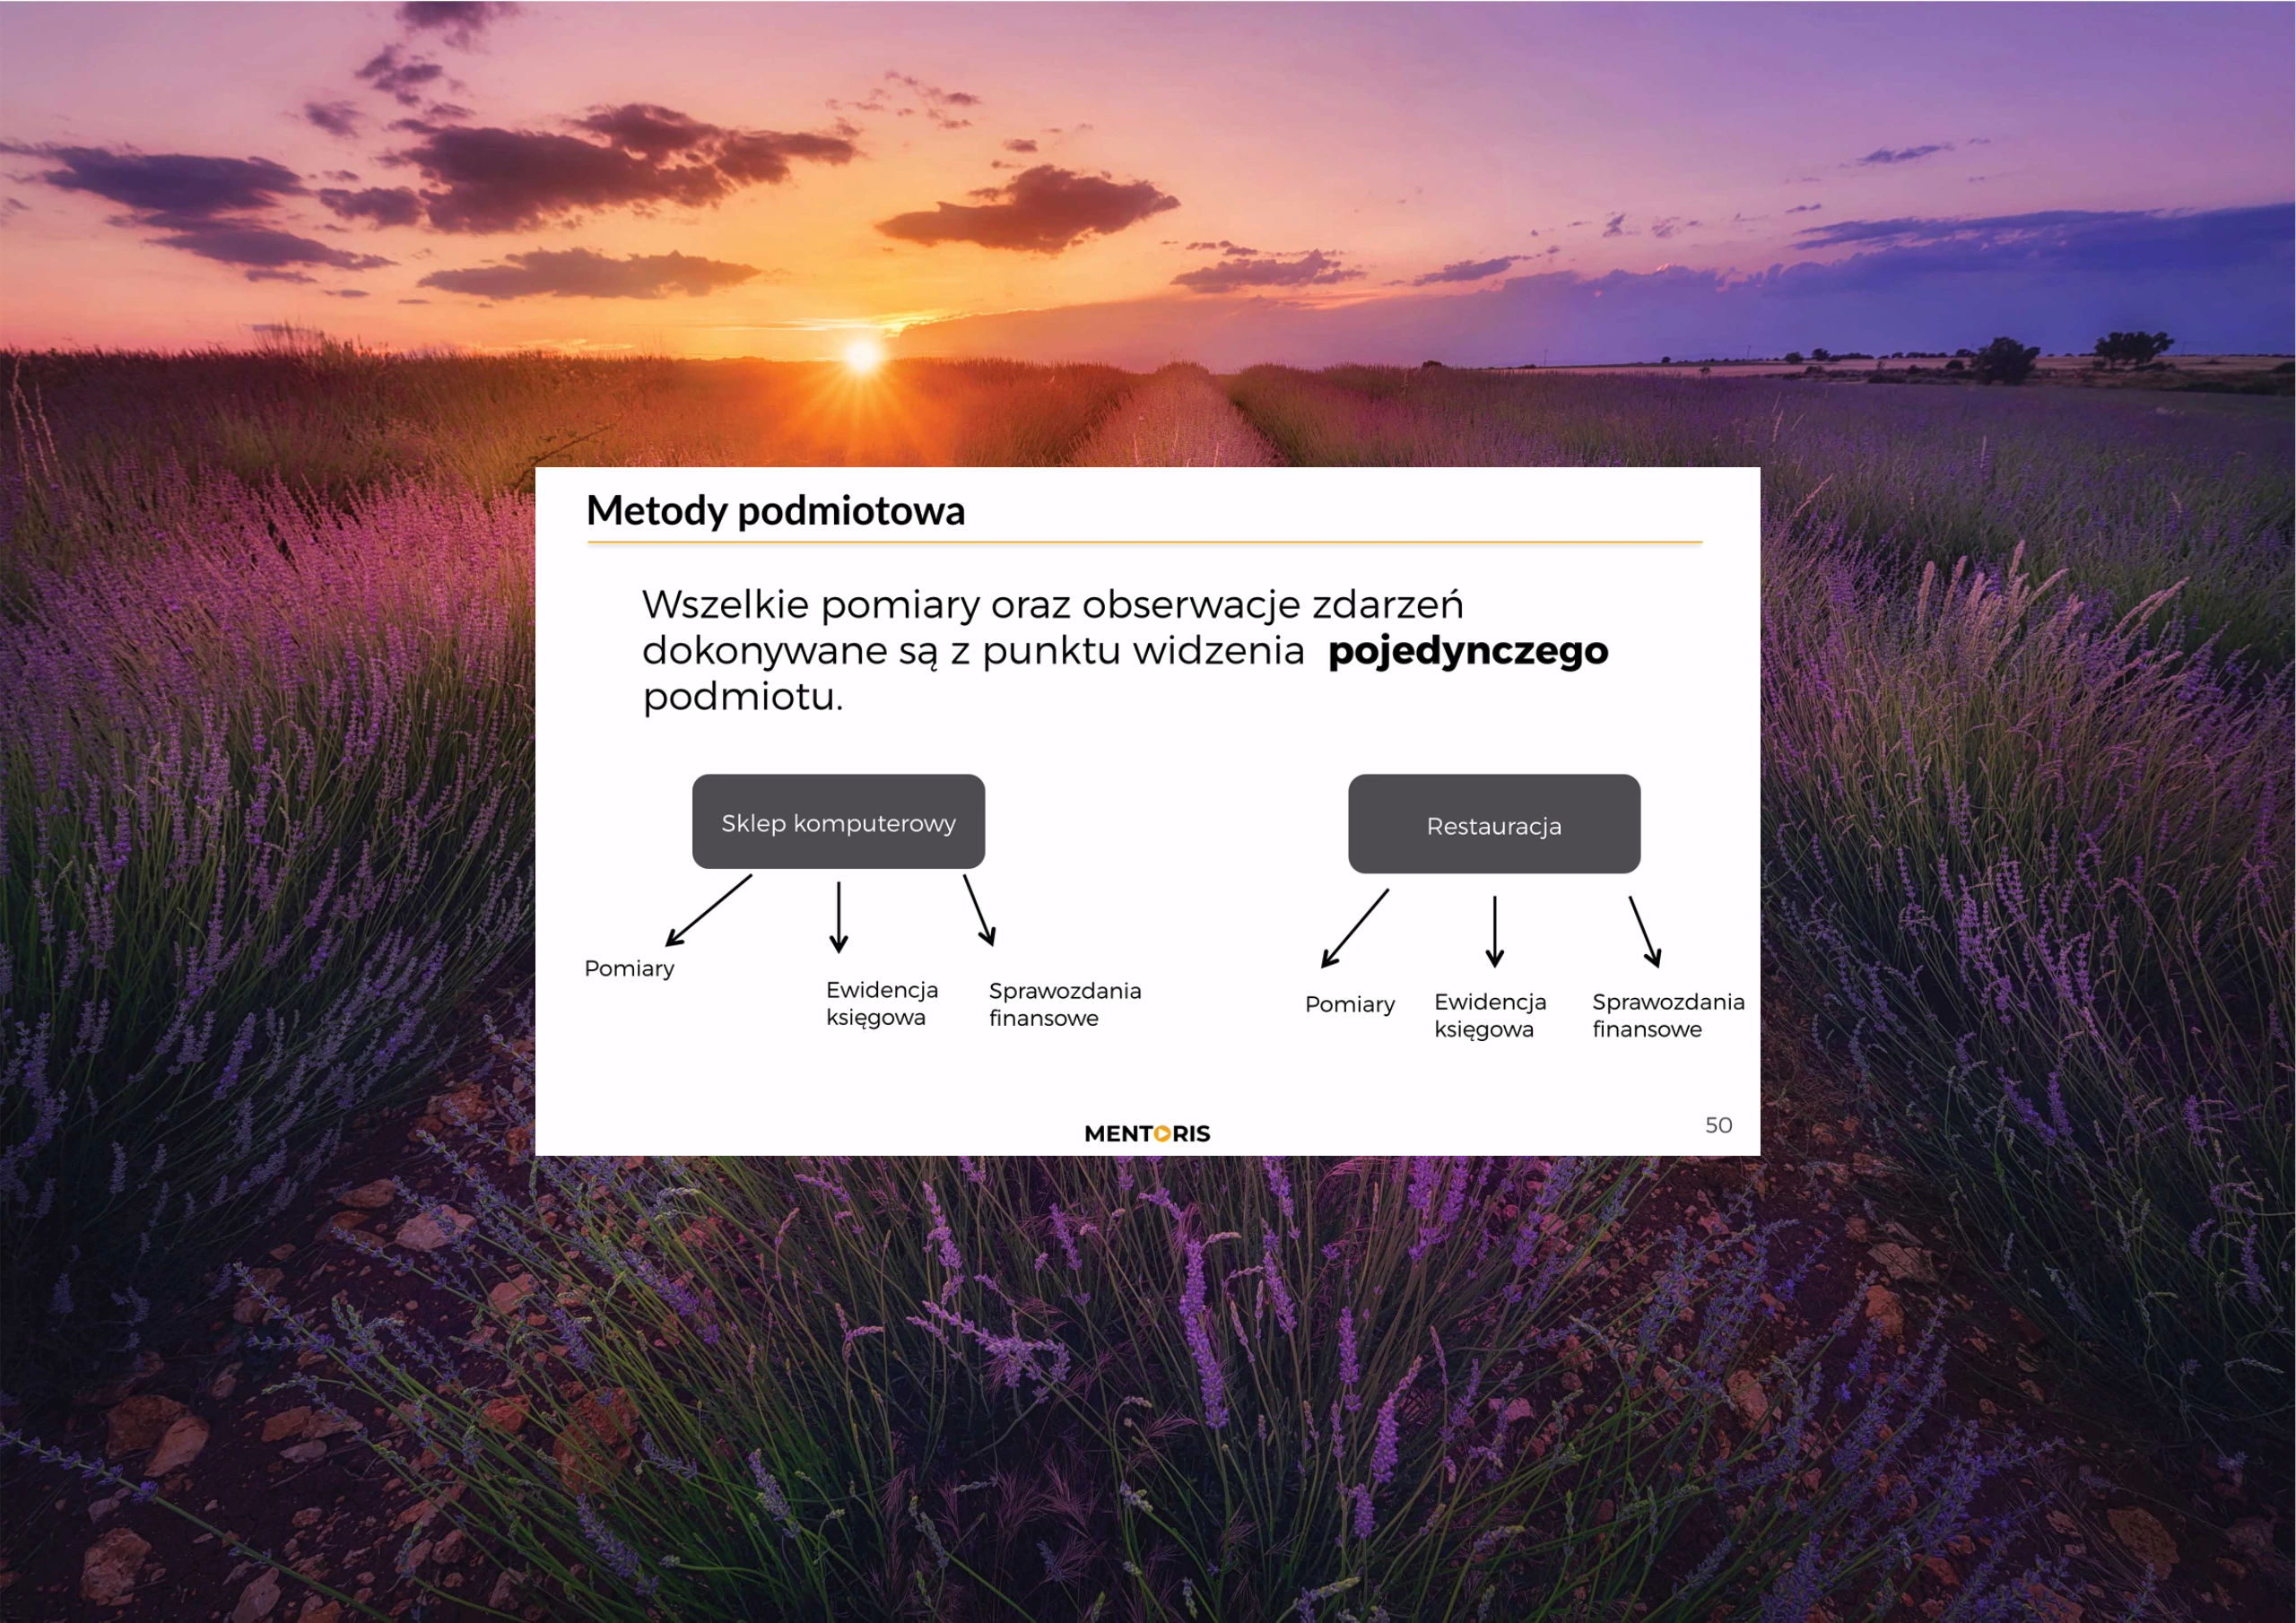 Metody podmiotowa
Wszelkie pomiary oraz obserwacje zdarzeń
dokonywane są z punktu widzenia pojedynczego
podmiotu.
Sklep komputerowy
Pomiary
Ewidencja
księgowa
Sprawozdania
finansowe
Restauracja
Pomiary
Ewidencja
księgowa
Sprawozdania
finansowe
MENTORIS
50